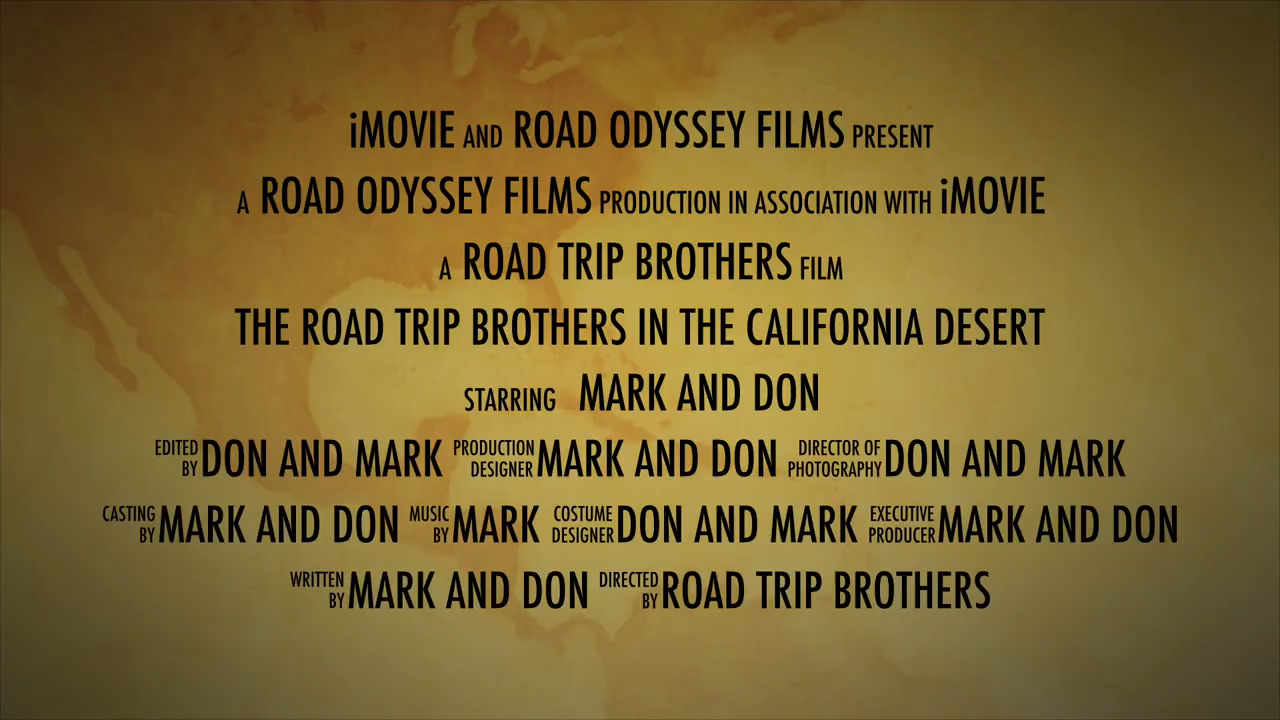 iMOVIE AND ROAD ODYSSEY FILMS PRESENT
A ROAD ODYSSEY FILMS PRODUCTION IN ASSOCIATION WITH iMOVIE
A ROAD TRIP BROTHERS FILM
THE ROAD TRIP BROTHERS IN THE CALIFORNIA DESERT
STARRING MARK AND DON
EDITED BY DON AND MARK PRODUCTION DESIGNER MARK AND DON DIRECTOR OF PHOTOGRAPHY DON AND MARK
CASTING BY MARK AND DON MUSIC BY MARK COSTUME DESIGNER DON AND MARK EXECUTIVE PRODUCER MARK AND DON
WRITTEN BY MARK AND DON DIRECTED BY ROAD TRIP BROTHERS